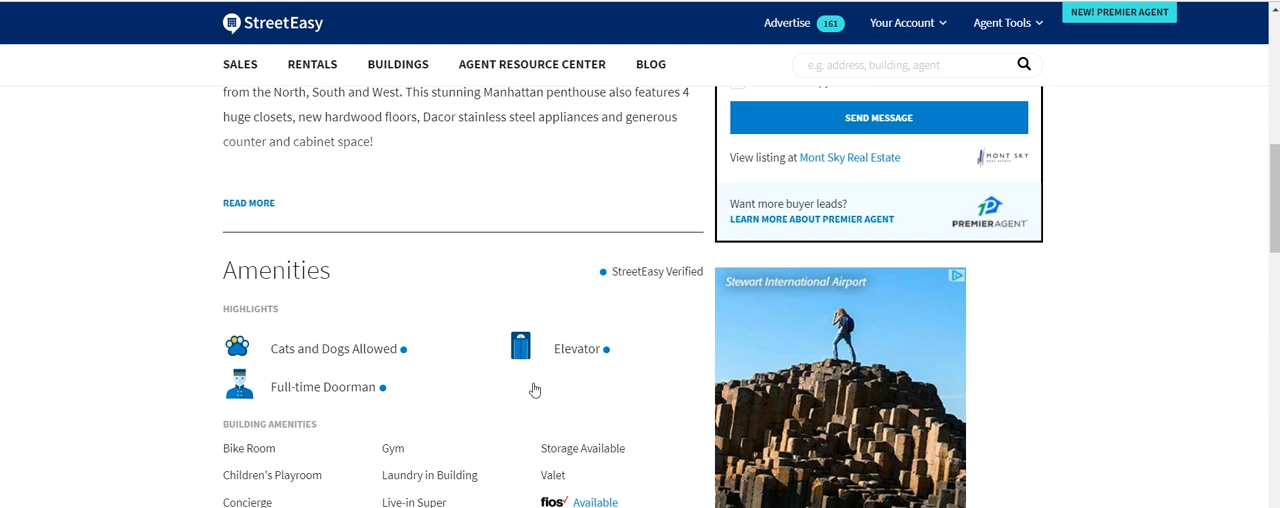 StreetEasy
Advertise 161
Your Account
Agent Tools
NEW! PREMIER AGENT
SALES
RENTALS
BUILDINGS
AGENT RESOURCE CENTER
BLOG
e.g. address, building, agent
from the North, South and West. This stunning Manhattan penthouse also features 4
huge closets, new hardwood floors, Dacor stainless steel appliances and generous
counter and cabinet space!
READ MORE
SEND MESSAGE
View listing at Mont Sky Real Estate
MONT SKY
REAL ESTATE
Want more buyer leads?
LEARN MORE ABOUT PREMIER AGENT
PREMIERAGENT
Amenities
StreetEasy Verified
HIGHLIGHTS
Cats and Dogs Allowed
Elevator
Full-time Doorman
BUILDING AMENITIES
Bike Room
Gym
Storage Available
Children's Playroom
Laundry in Building
Valet
Concierge
Live-in Super
fios Available
Stewart International Airport